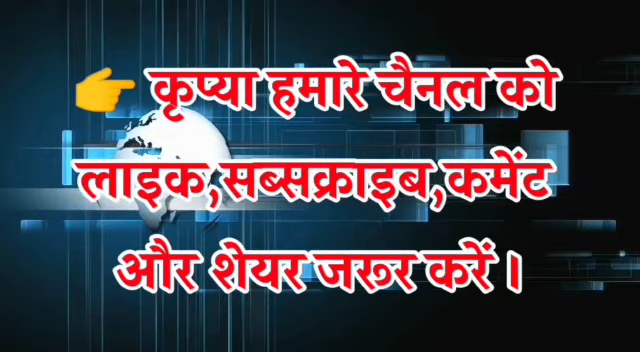 👉 कृप्या हमारे चैनल को
लाइक,सब्सक्राइब,कमेंट
और शेयर जरूर करें।